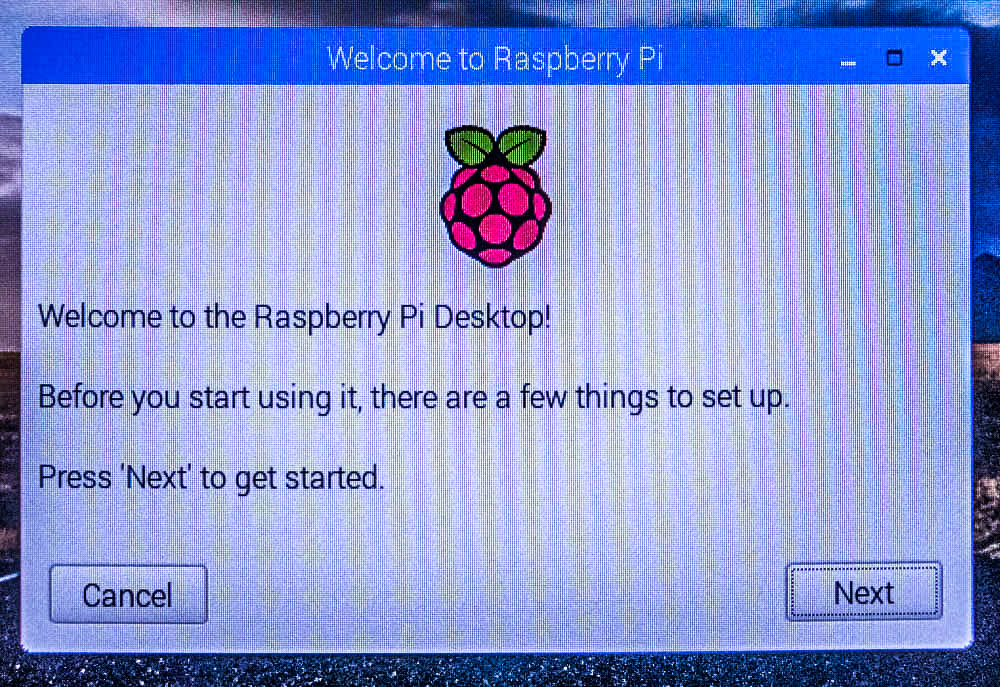 Welcome to Raspberry Pi
Welcome to the Raspberry Pi Desktop!
Before you start using it, there are a few things to set up.
Press 'Next' to get started.
Cancel
Next